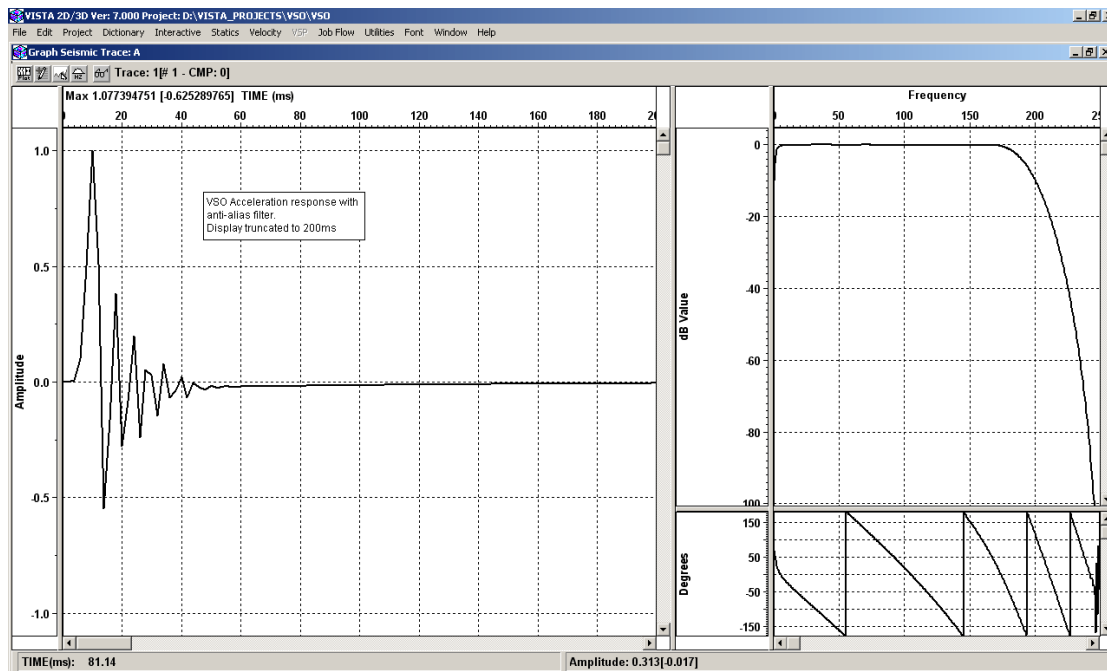 VISTA 2D/3D Ver: 7.000 Project: D:\VISTA_PROJECTS\VSO\VSO
File Edit Project Dictionary Interactive Statics Velocity VSP Job Flow Utilities Font Window Help
Graph Seismic Trace: A
Trace: 1[# 1 - CMP: 0]
Max 1.077394751 [-0.625289765] TIME (ms)
20 40 60 80 100 120 140 160 180 20
1.0
0.5
0.0
-0.5
-1.0
Amplitude
VSO Acceleration response with
anti-alias filter.
Display truncated to 200ms
Frequency
0 50 100 150 200 250
0
-20
-40
-60
-80
100
dB Value
150
50
-50
-150
Degrees
TIME(ms): 81.14
Amplitude: 0.313[-0.017]